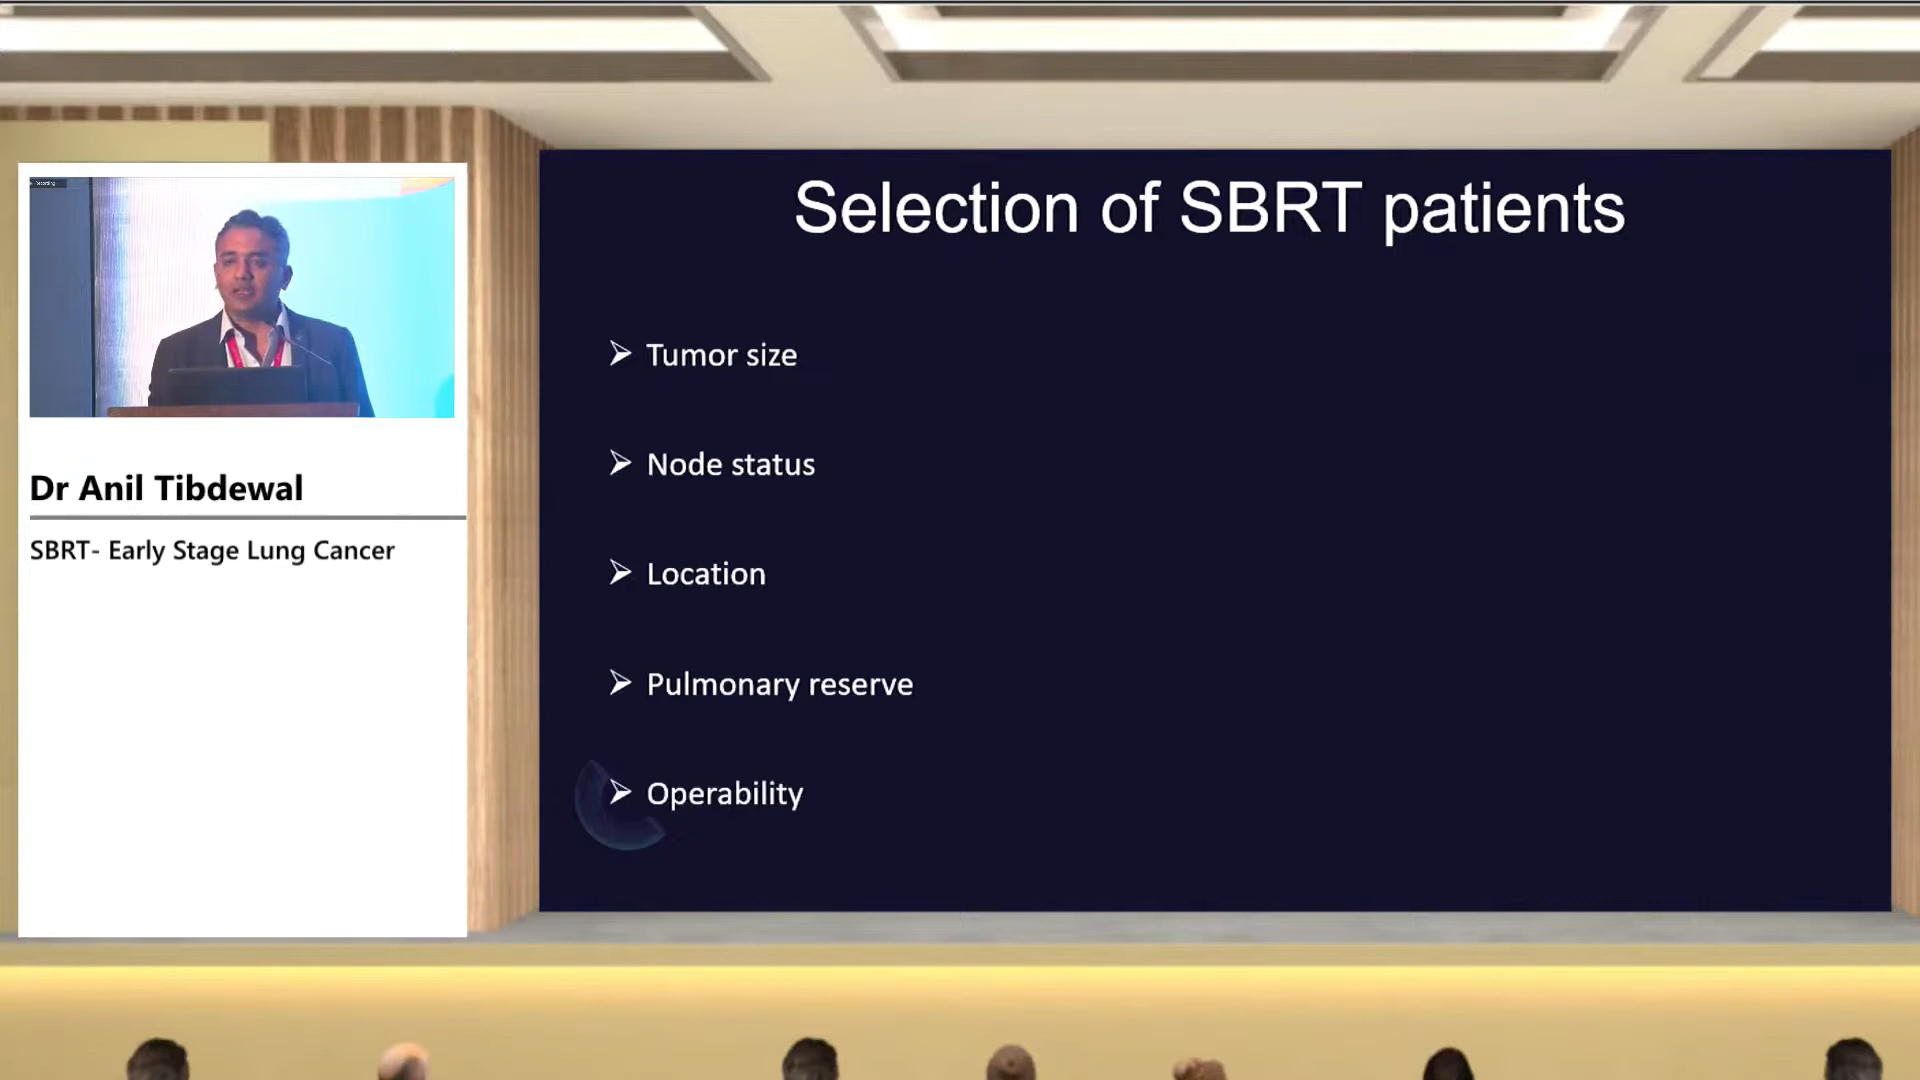 Recording
Dr Anil Tibdewal
SBRT- Early Stage Lung Cancer
Selection of SBRT patients
➢ Tumor size
➢ Node status
➢ Location
➢ Pulmonary reserve
➢ Operability